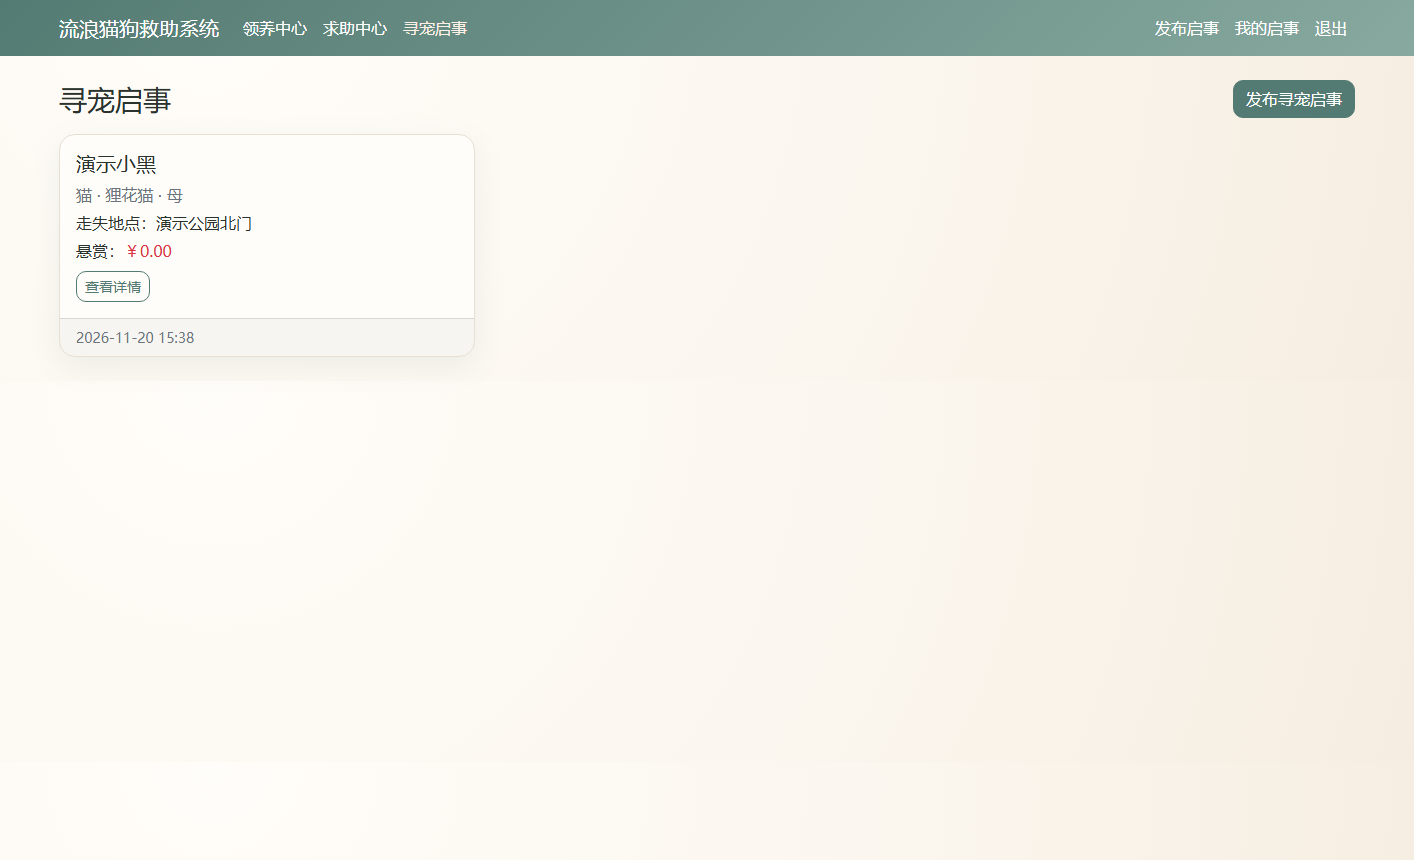 流浪猫狗救助系统 领养中心 求助中心 寻宠启事 发布启事 我的启事 退出
寻宠启事 发布寻宠启事
演示小黑
猫 · 狸花猫 · 母
走失地点：演示公园北门
悬赏：￥0.00
查看详情
2026-11-20 15:38